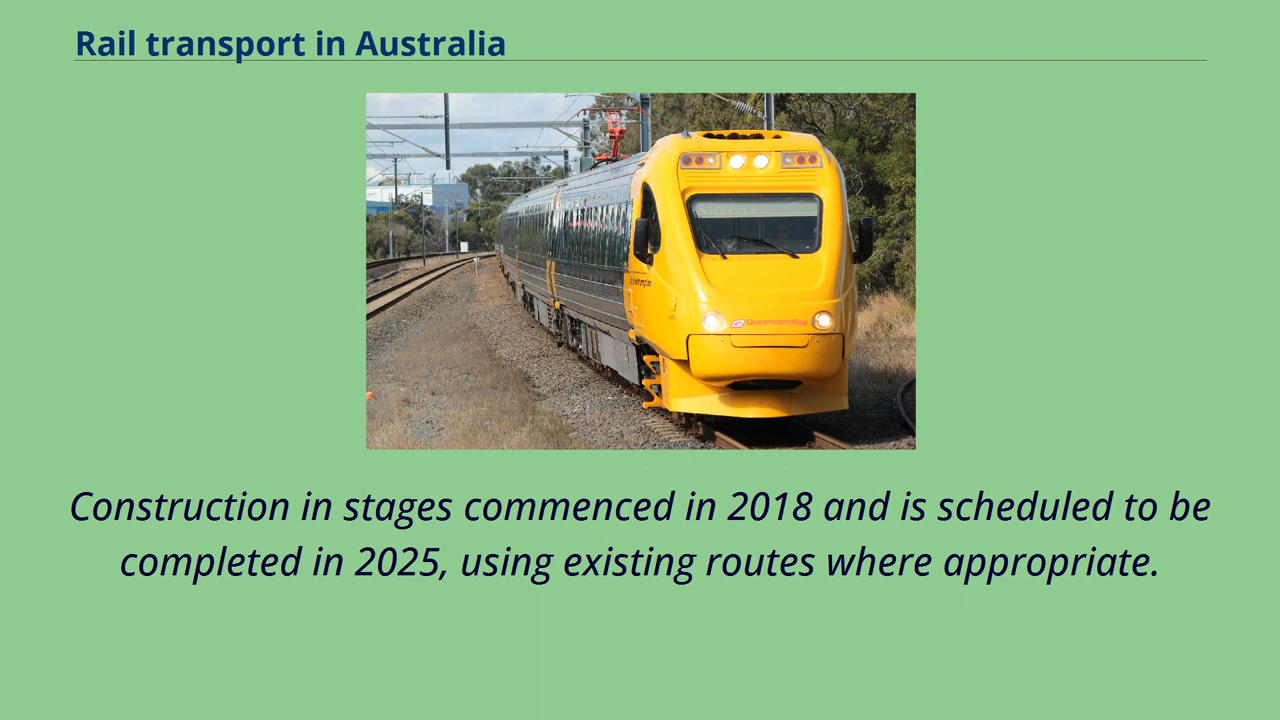 Rail transport in Australia
QueenslandRail
Construction in stages commenced in 2018 and is scheduled to be
completed in 2025, using existing routes where appropriate.